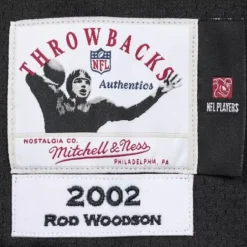 THROWBACKS
NFL
Authentics
NFL PLAYERS
NOSTALGIA CO.
Mitchell & Ness
PHILADELPHIA, PA
2002
ROD WOODSON